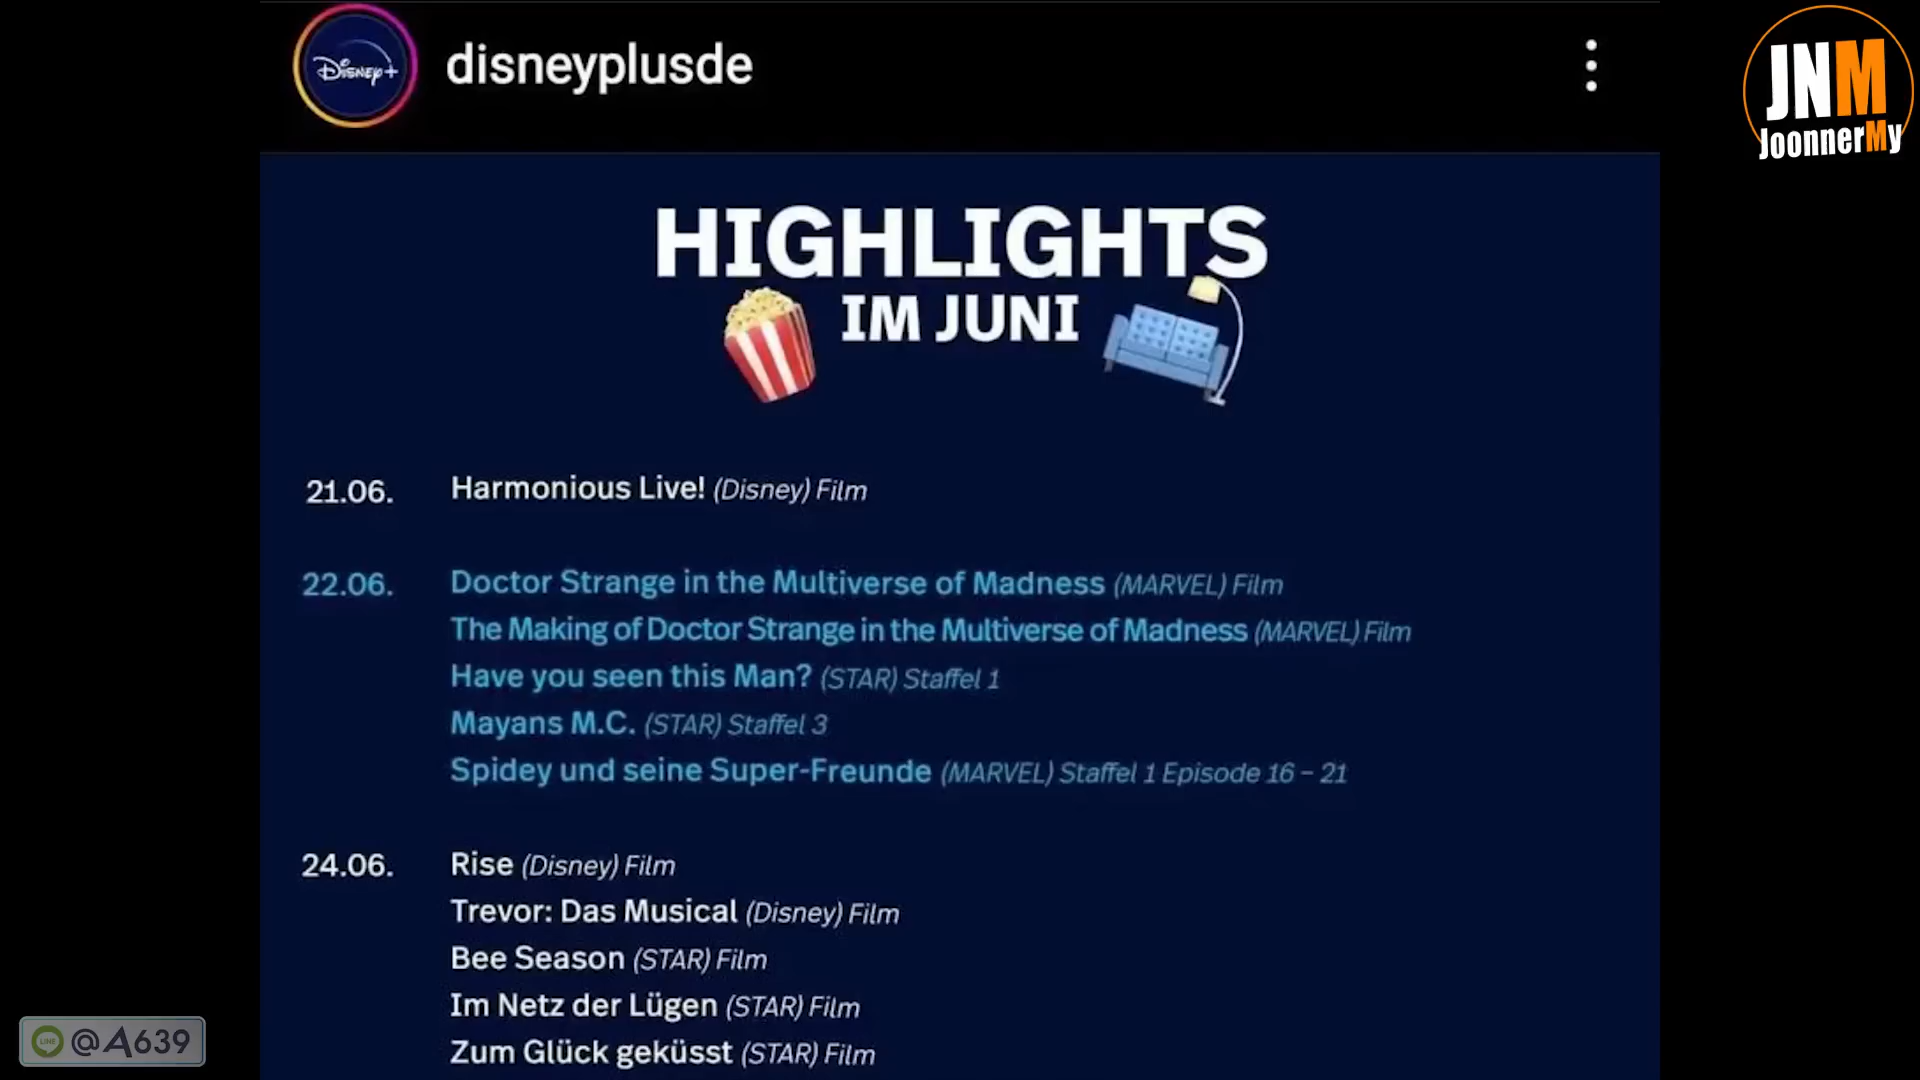 Disney+
disneyplusde
JNM
JoonnerMy
HIGHLIGHTS
IM JUNI
21.06. Harmonious Live! (Disney) Film
22.06. Doctor Strange in the Multiverse of Madness (MARVEL) Film
The Making of Doctor Strange in the Multiverse of Madness (MARVEL) Film
Have you seen this Man? (STAR) Staffel 1
Mayans M.C. (STAR) Staffel 3
Spidey und seine Super-Freunde (MARVEL) Staffel 1 Episode 16 – 21
24.06. Rise (Disney) Film
Trevor: Das Musical (Disney) Film
Bee Season (STAR) Film
Im Netz der Lügen (STAR) Film
Zum Glück geküsst (STAR) Film
LINE @A639